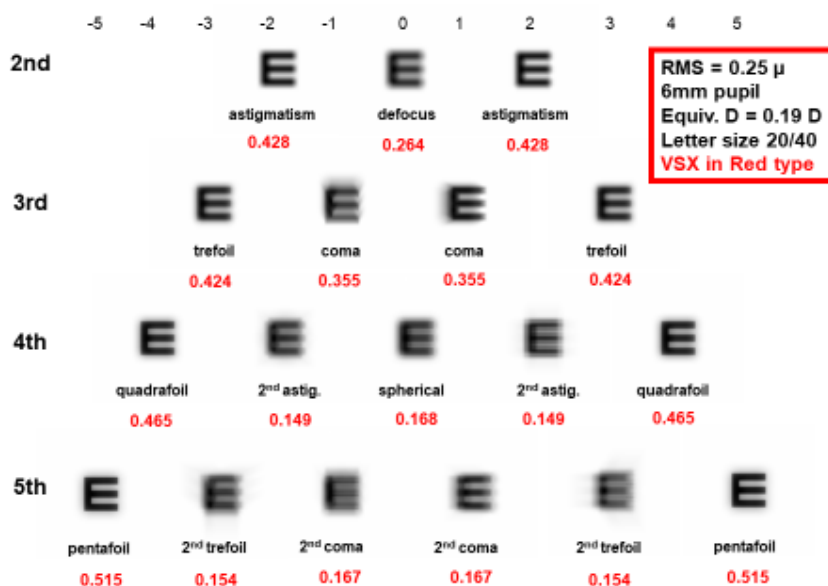 -5 -4 -3 -2 -1 0 1 2 3 4 5
2nd E E E
astigmatism defocus astigmatism
0.428 0.264 0.428
RMS = 0.25 µ
6mm pupil
Equiv. D = 0.19 D
Letter size 20/40
VSX in Red type
3rd E E E E
trefoil coma coma trefoil
0.424 0.355 0.355 0.424
4th E E E E E
quadrafoil 2nd astig. spherical 2nd astig. quadrafoil
0.465 0.149 0.168 0.149 0.465
5th E E E E E E
pentafoil 2nd trefoil 2nd coma 2nd coma 2nd trefoil pentafoil
0.515 0.154 0.167 0.167 0.154 0.515